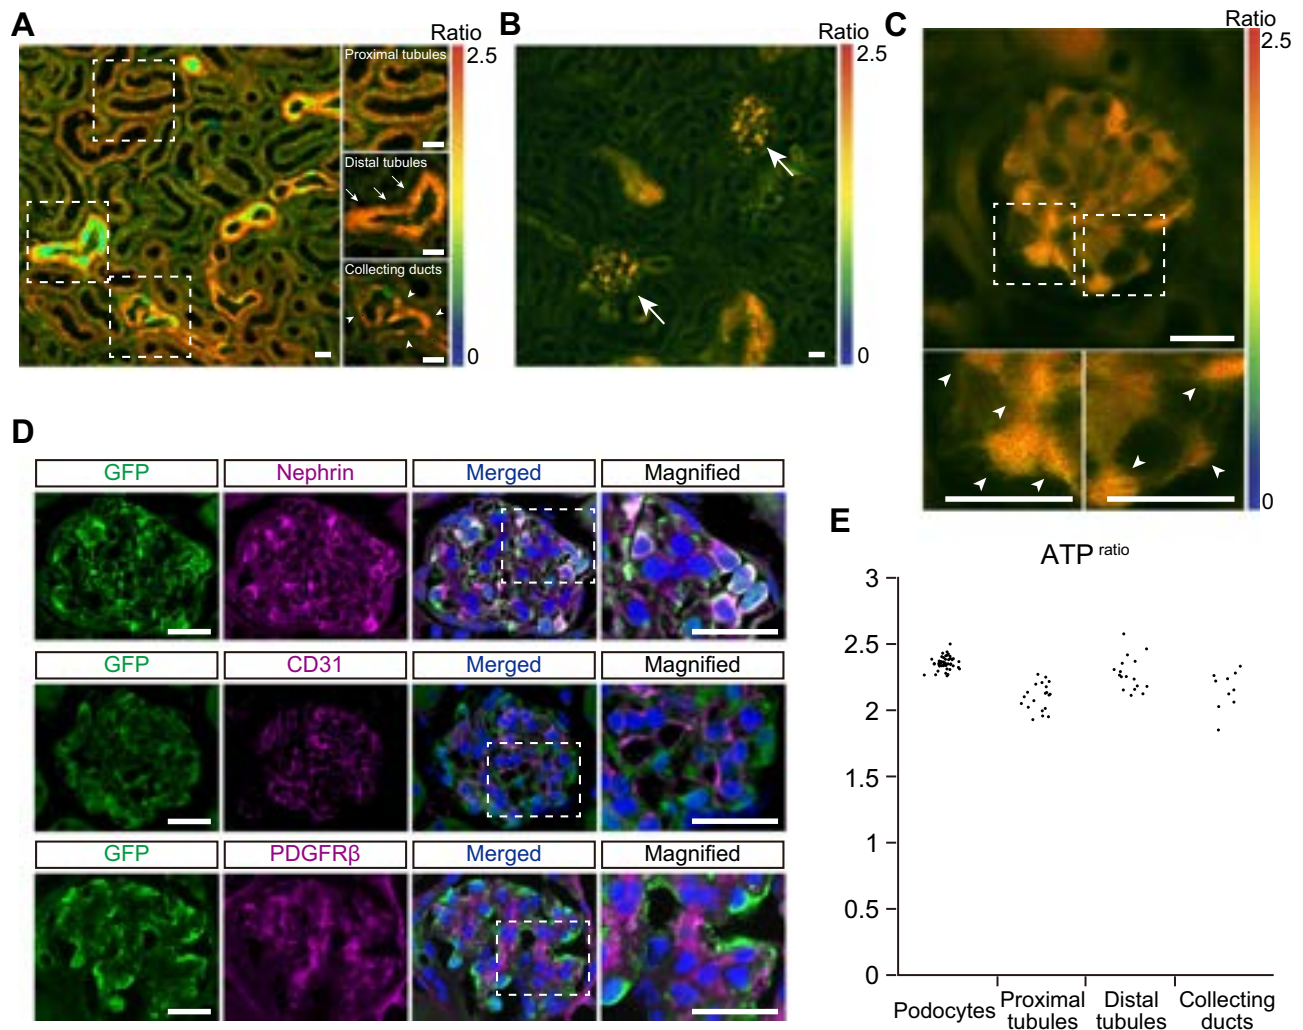 A
Ratio
2.5
0
Proximal tubules
Distal tubules
Collecting ducts
B
Ratio
2.5
0
C
Ratio
2.5
0
D
GFP Nephrin Merged Magnified
GFP CD31 Merged Magnified
GFP PDGFRβ Merged Magnified
E
ATP ratio
3
2.5
2
1.5
1
0.5
0
Podocytes Proximal tubules Distal tubules Collecting ducts